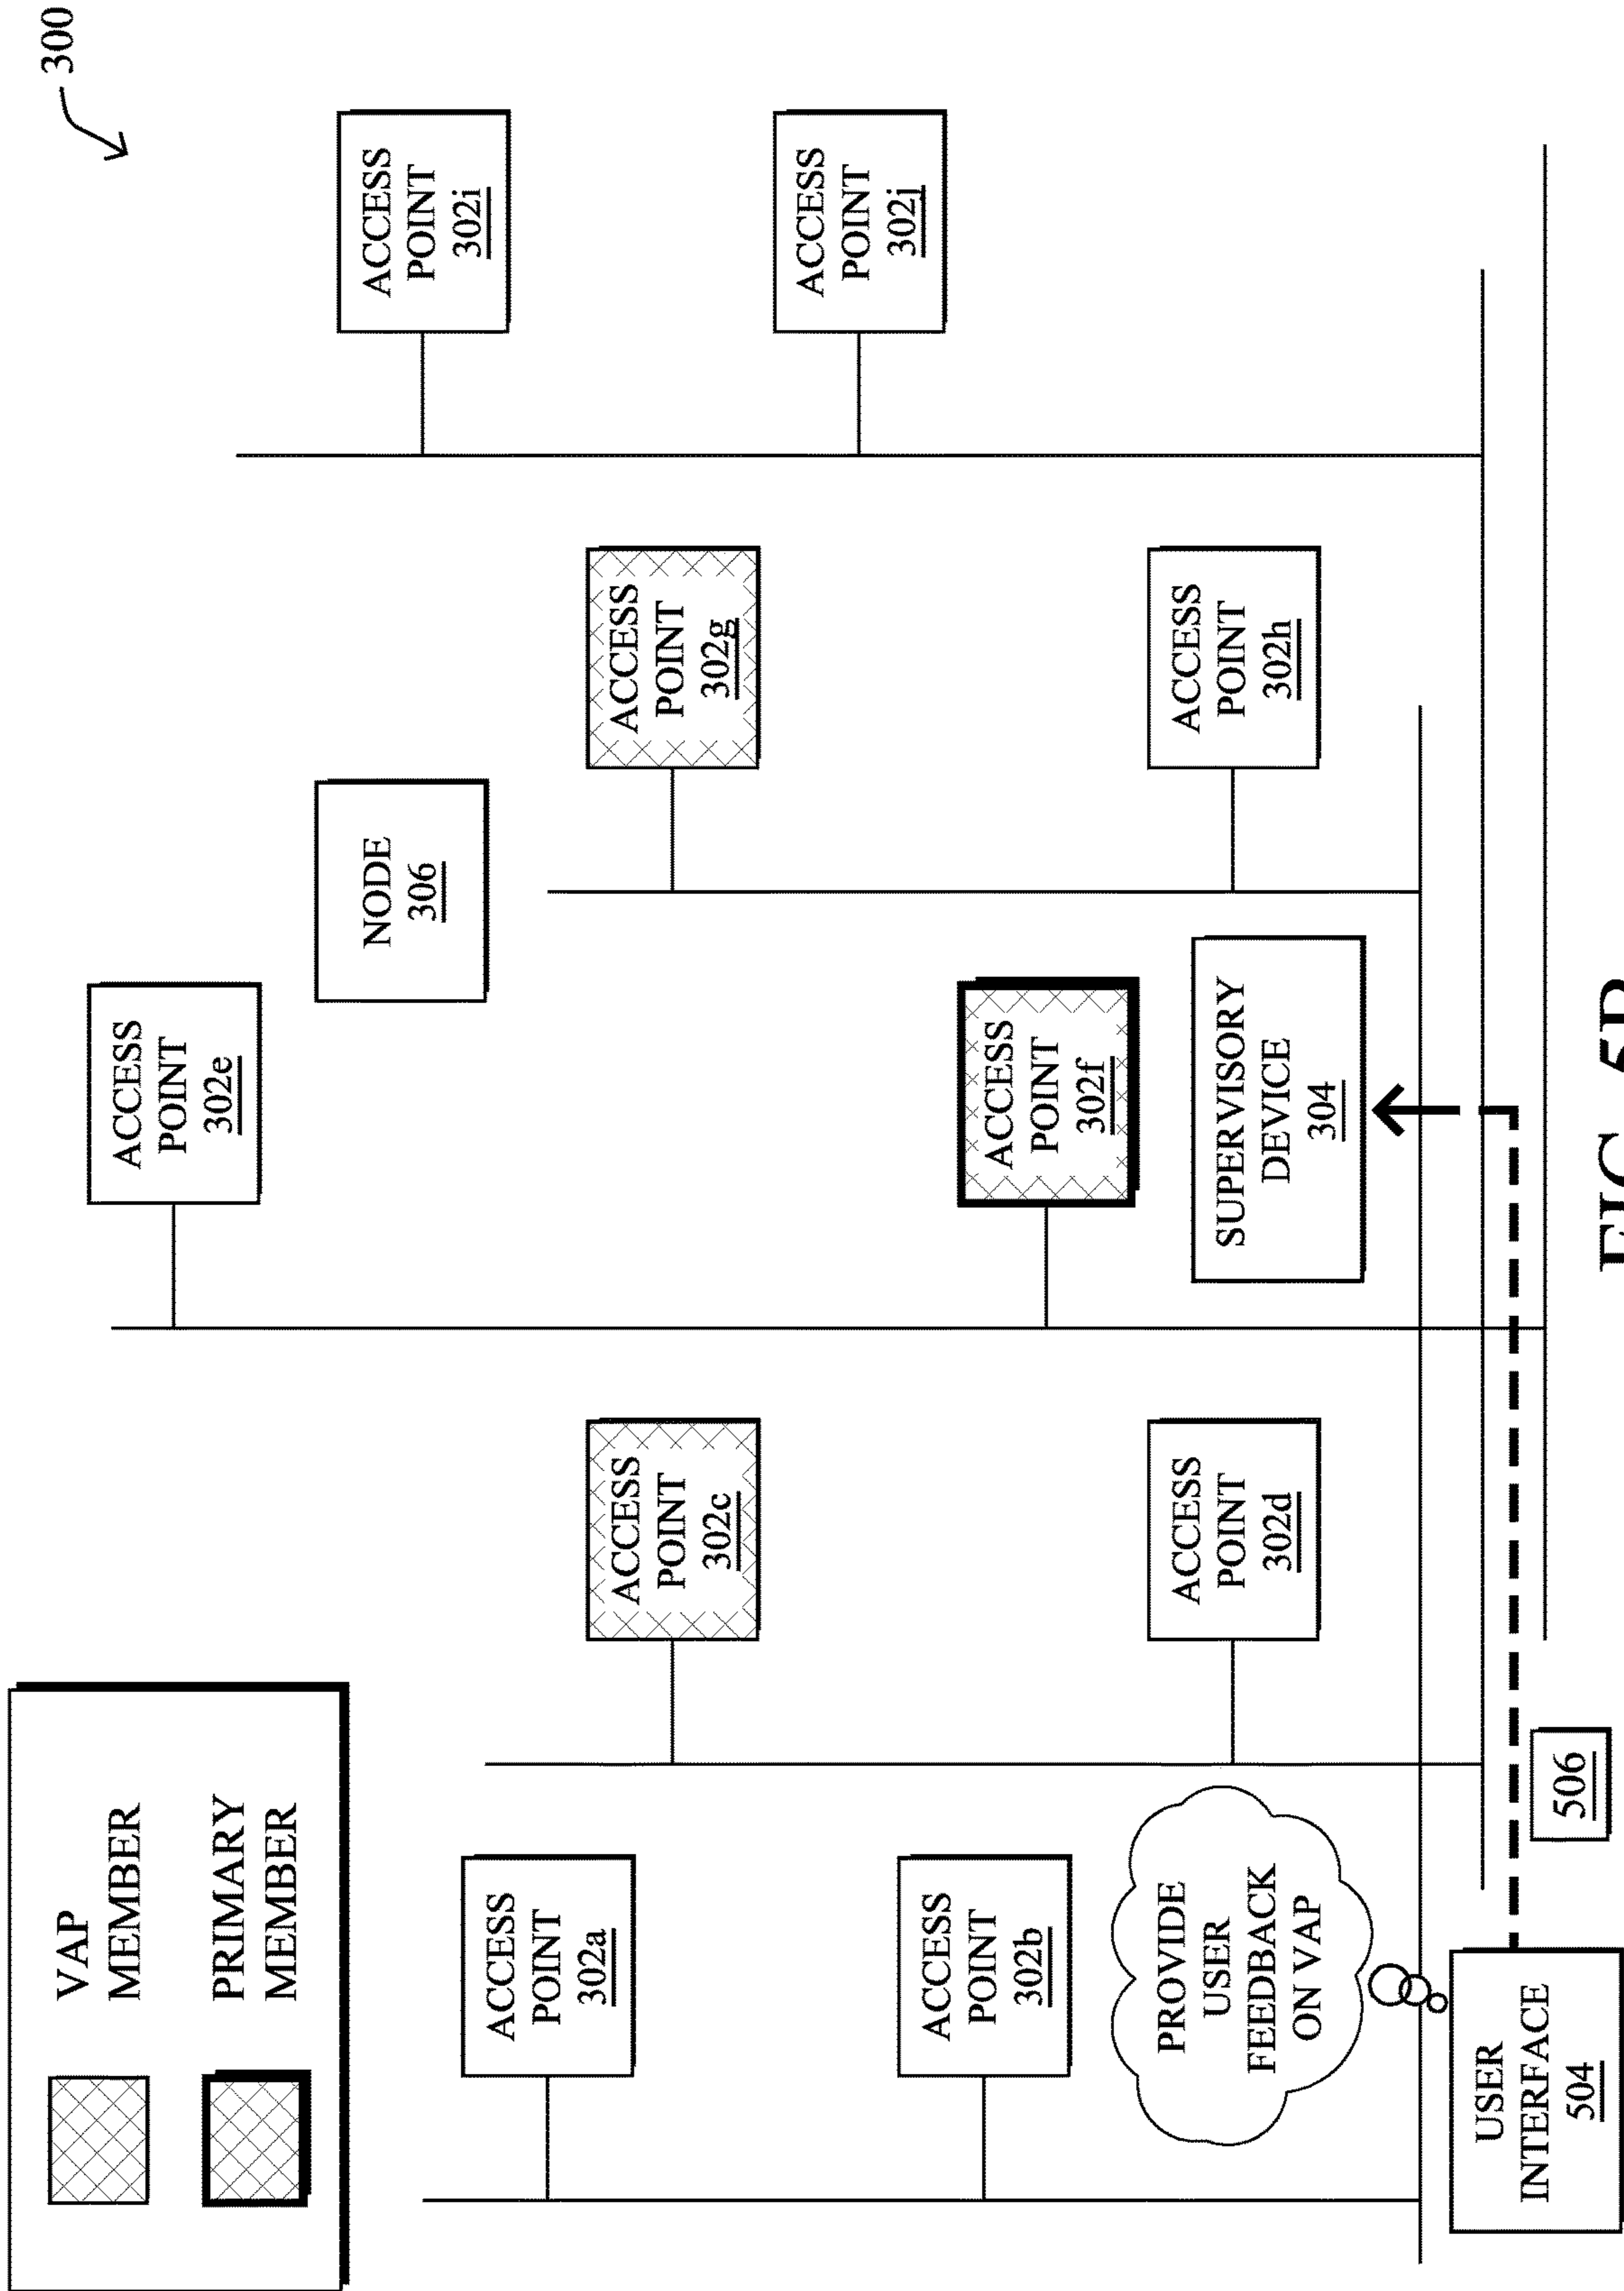 300
VAP
MEMBER
PRIMARY
MEMBER
ACCESS
POINT
302e
NODE
306
ACCESS
POINT
302i
ACCESS
POINT
302a
ACCESS
POINT
302c
ACCESS
POINT
302g
ACCESS
POINT
302j
ACCESS
POINT
302b
ACCESS
POINT
302f
ACCESS
POINT
302d
ACCESS
POINT
302h
PROVIDE
USER
FEEDBACK
ON VAP
SUPERVISORY
DEVICE
304
USER
INTERFACE
504
506
FIG.